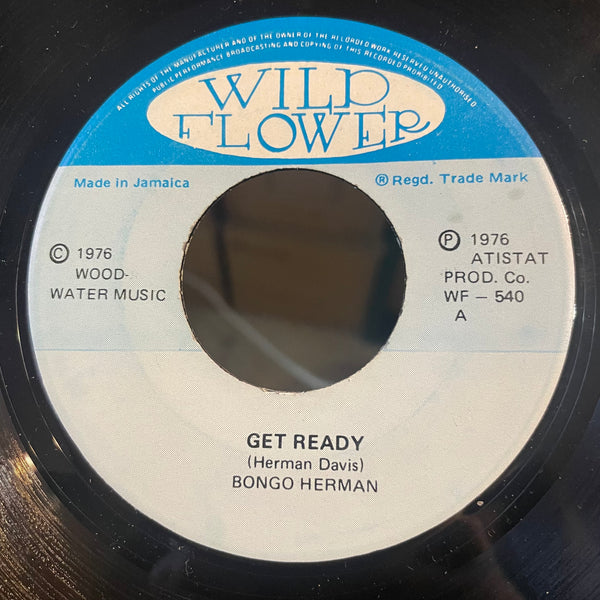 ALL RIGHTS OF THE MANUFACTURER AND OF THE OWNER OF THE RECORDED WORK RESERVED UNAUTHORISED
PUBLIC PERFORMANCE BROADCASTING AND COPYING OF THIS RECORDED PROHIBITED
WILD
FLOWER
Made in Jamaica
® Regd. Trade Mark
© 1976
WOOD-
WATER MUSIC
℗ 1976
ATISTAT
PROD. Co.
WF – 540
A
GET READY
(Herman Davis)
BONGO HERMAN